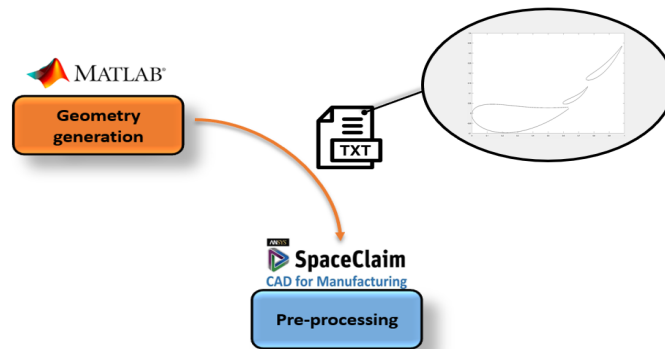 MATLAB®
Geometry
generation
TXT
ANSYS
SpaceClaim
CAD for Manufacturing
Pre-processing